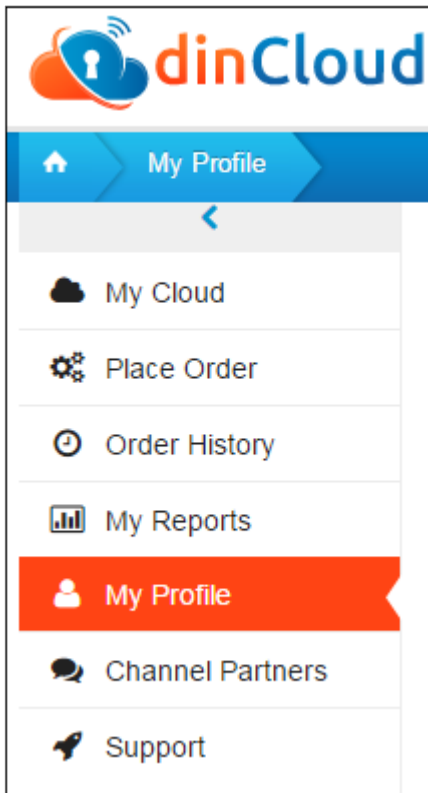 dinCloud
My Profile
My Cloud
Place Order
Order History
My Reports
My Profile
Channel Partners
Support